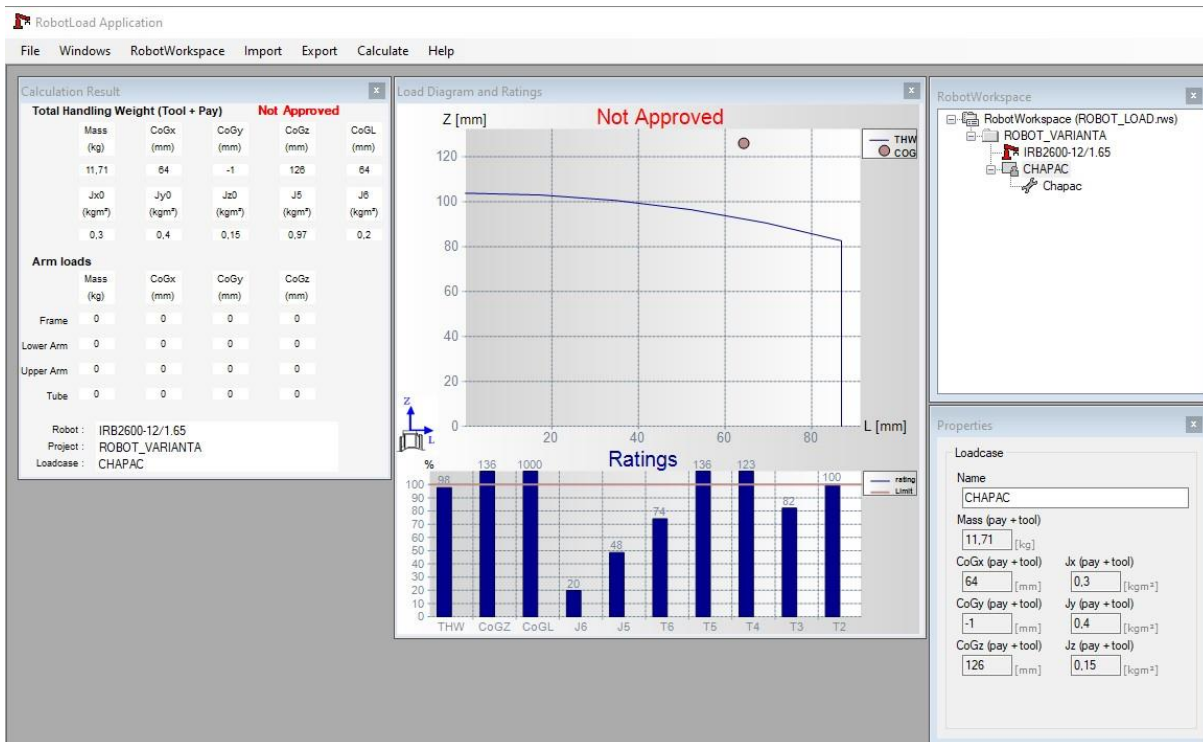 RobotLoad Application
File Windows RobotWorkspace Import Export Calculate Help
Calculation Result
Total Handling Weight (Tool + Pay) Not Approved
Mass CoGx CoGy CoGz CoGL
(kg) (mm) (mm) (mm) (mm)
11,71 64 -1 126 64
Jx0 Jy0 Jz0 J5 J6
(kgm²) (kgm²) (kgm²) (kgm²) (kgm²)
0,3 0,4 0,15 0,97 0,2
Arm loads
Mass CoGx CoGy CoGz
(kg) (mm) (mm) (mm)
Frame 0 0 0 0
Lower Arm 0 0 0 0
Upper Arm 0 0 0 0
Tube 0 0 0 0
Robot : IRB2600-12/1.65
Project : ROBOT_VARIANTA
Loadcase : CHAPAC
Load Diagram and Ratings
Z [mm] Not Approved
THW
COG
120
100
80
60
40
20
0
20 40 60 80
L [mm]
Z
L
Ratings
%
rating
Limit
98 136 1000 20 48 74 136 123 82 100
100
90
80
70
60
50
40
30
20
10
0
THW CoGZ CoGL J6 J5 T6 T5 T4 T3 T2
RobotWorkspace
RobotWorkspace (ROBOT_LOAD.rws)
ROBOT_VARIANTA
IRB2600-12/1.65
CHAPAC
Chapac
Properties
Loadcase
Name
CHAPAC
Mass (pay + tool)
11,71 [kg]
CoGx (pay + tool) Jx (pay + tool)
64 [mm] 0,3 [kgm²]
CoGy (pay + tool) Jy (pay + tool)
-1 [mm] 0,4 [kgm²]
CoGz (pay + tool) Jz (pay + tool)
126 [mm] 0,15 [kgm²]